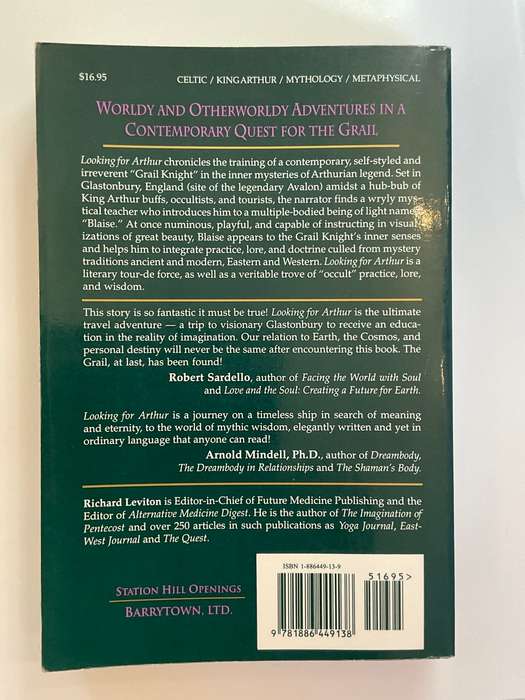 $16.95 CELTIC / KING ARTHUR / MYTHOLOGY / METAPHYSICAL
WORLDY AND OTHERWORLDY ADVENTURES IN A
CONTEMPORARY QUEST FOR THE GRAIL
Looking for Arthur chronicles the training of a contemporary, self-styled and
irreverent "Grail Knight" in the inner mysteries of Arthurian legend. Set in
Glastonbury, England (site of the legendary Avalon) amidst a hub-bub of
King Arthur buffs, occultists, and tourists, the narrator finds a wryly mys-
tical teacher who introduces him to a multiple-bodied being of light named
"Blaise." At once numinous, playful, and capable of instructing in visual-
izations of great beauty, Blaise appears to the Grail Knight's inner senses
and helps him to integrate practice, lore, and doctrine culled from mystery
traditions ancient and modern, Eastern and Western. Looking for Arthur is a
literary tour-de force, as well as a veritable trove of "occult" practice, lore,
and wisdom.
This story is so fantastic it must be true! Looking for Arthur is the ultimate
travel adventure — a trip to visionary Glastonbury to receive an educa-
tion in the reality of imagination. Our relation to Earth, the Cosmos, and
personal destiny will never be the same after encountering this book. The
Grail, at last, has been found!
Robert Sardello, author of Facing the World with Soul
and Love and the Soul: Creating a Future for Earth.
Looking for Arthur is a journey on a timeless ship in search of meaning
and eternity, to the world of mythic wisdom, elegantly written and yet in
ordinary language that anyone can read!
Arnold Mindell, Ph.D., author of Dreambody,
The Dreambody in Relationships and The Shaman's Body.
Richard Leviton is Editor-in-Chief of Future Medicine Publishing and the
Editor of Alternative Medicine Digest. He is the author of The Imagination of
Pentecost and over 250 articles in such publications as Yoga Journal, East-
West Journal and The Quest.
STATION HILL OPENINGS
BARRYTOWN, LTD.
ISBN 1-886449-13-9
51695>
9 781886 449138